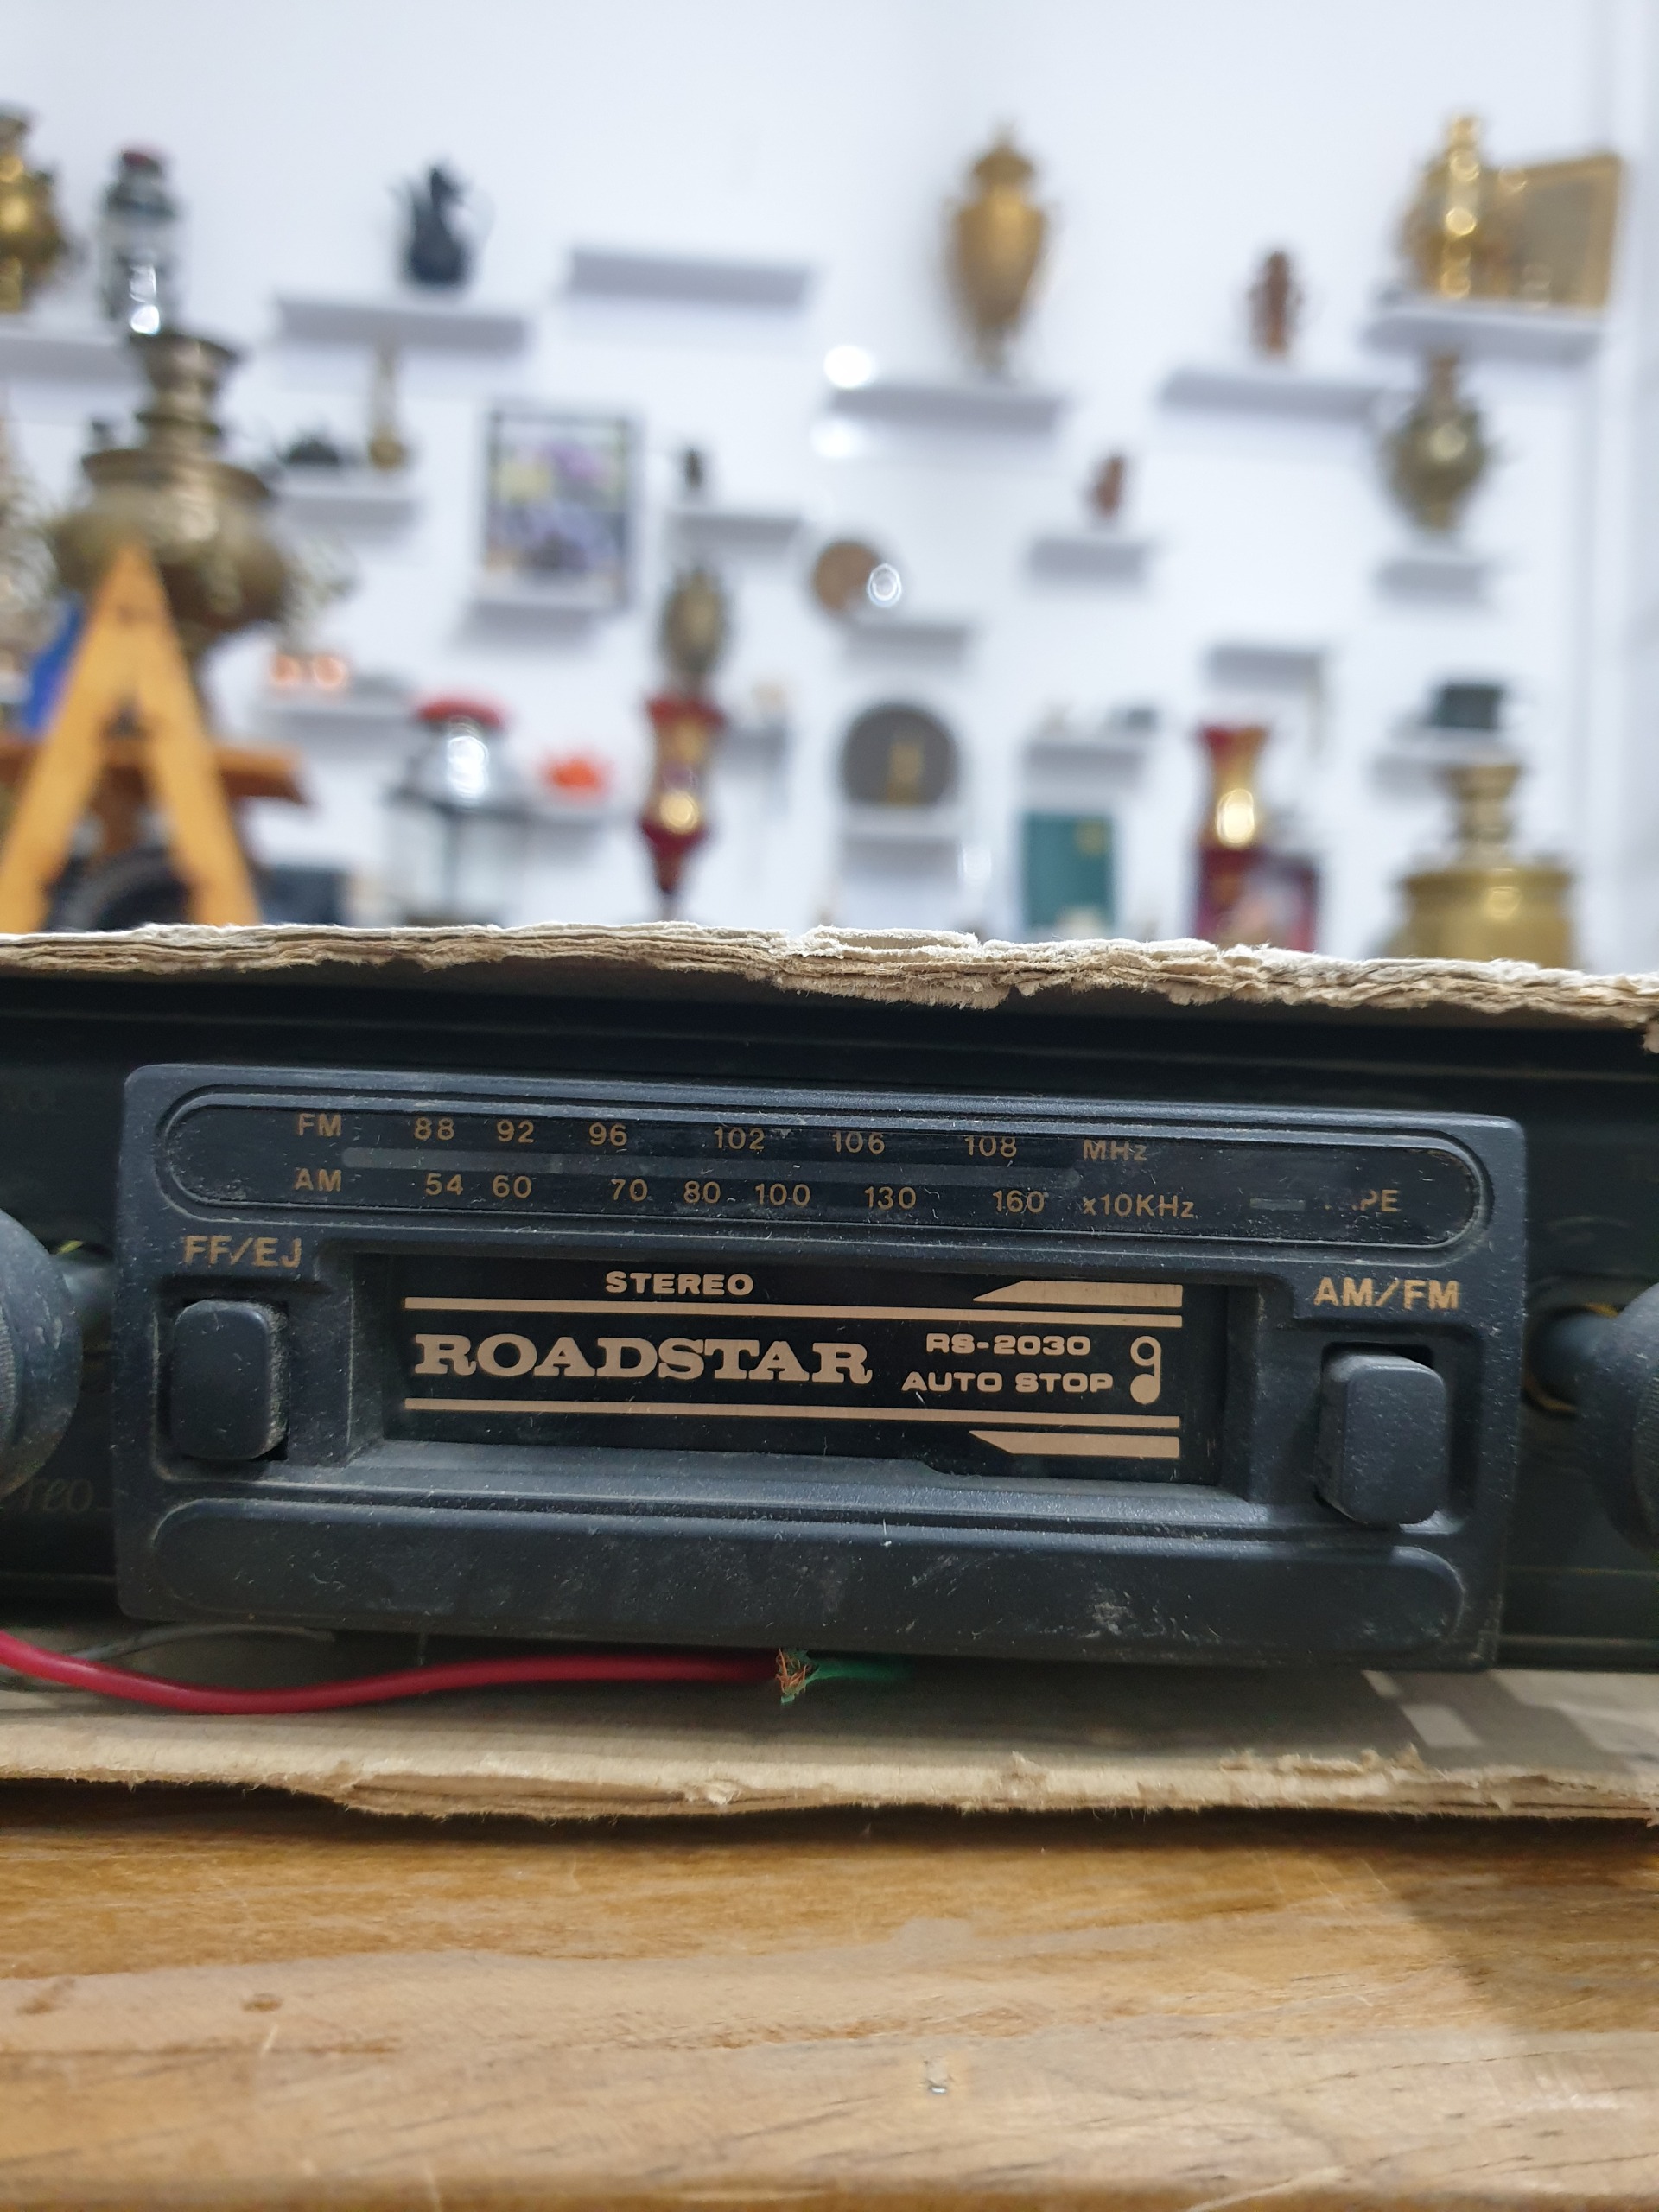 FM 88 92 96 102 106 108 MHz
AM 54 60 70 80 100 130 160 x10KHz
FF/EJ
STEREO
AM/FM
ROADSTAR
RS-2030
AUTO STOP